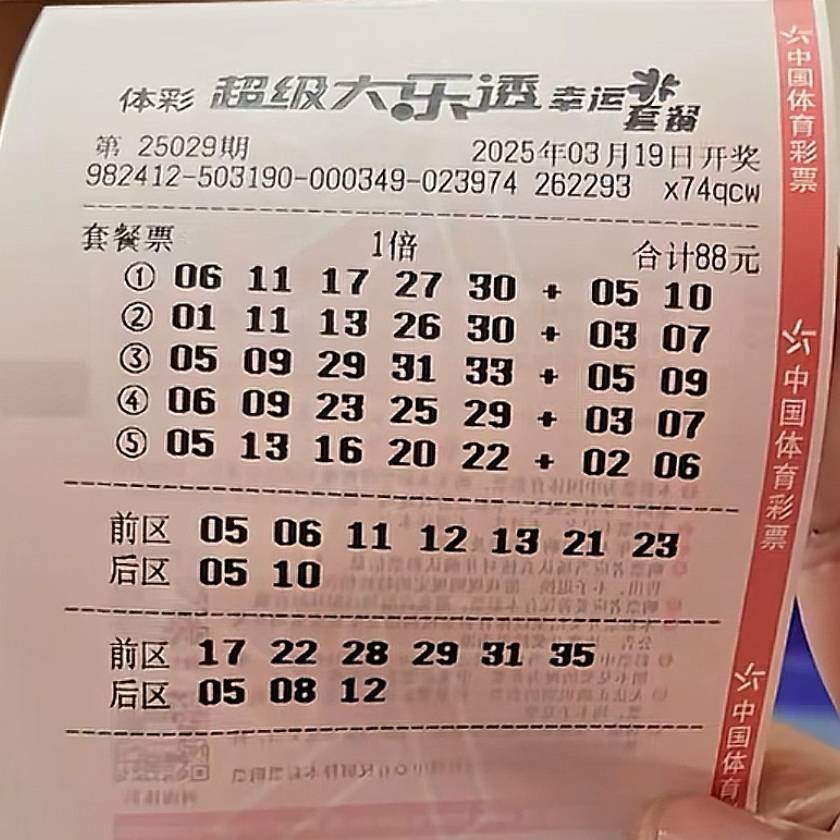 体彩 超级大乐透 幸运套餐
第 25029期 2025年03月19日开奖
982412-503190-000349-023974 262293 x74qcw
套餐票 1倍 合计88元
① 06 11 17 27 30 + 05 10
② 01 11 13 26 30 + 03 07
③ 05 09 29 31 33 + 05 09
④ 06 09 23 25 29 + 03 07
⑤ 05 13 16 20 22 + 02 06
前区 05 06 11 12 13 21 23
后区 05 10
前区 17 22 28 29 31 35
后区 05 08 12
中国体育彩票
中国体育彩票
中国体育